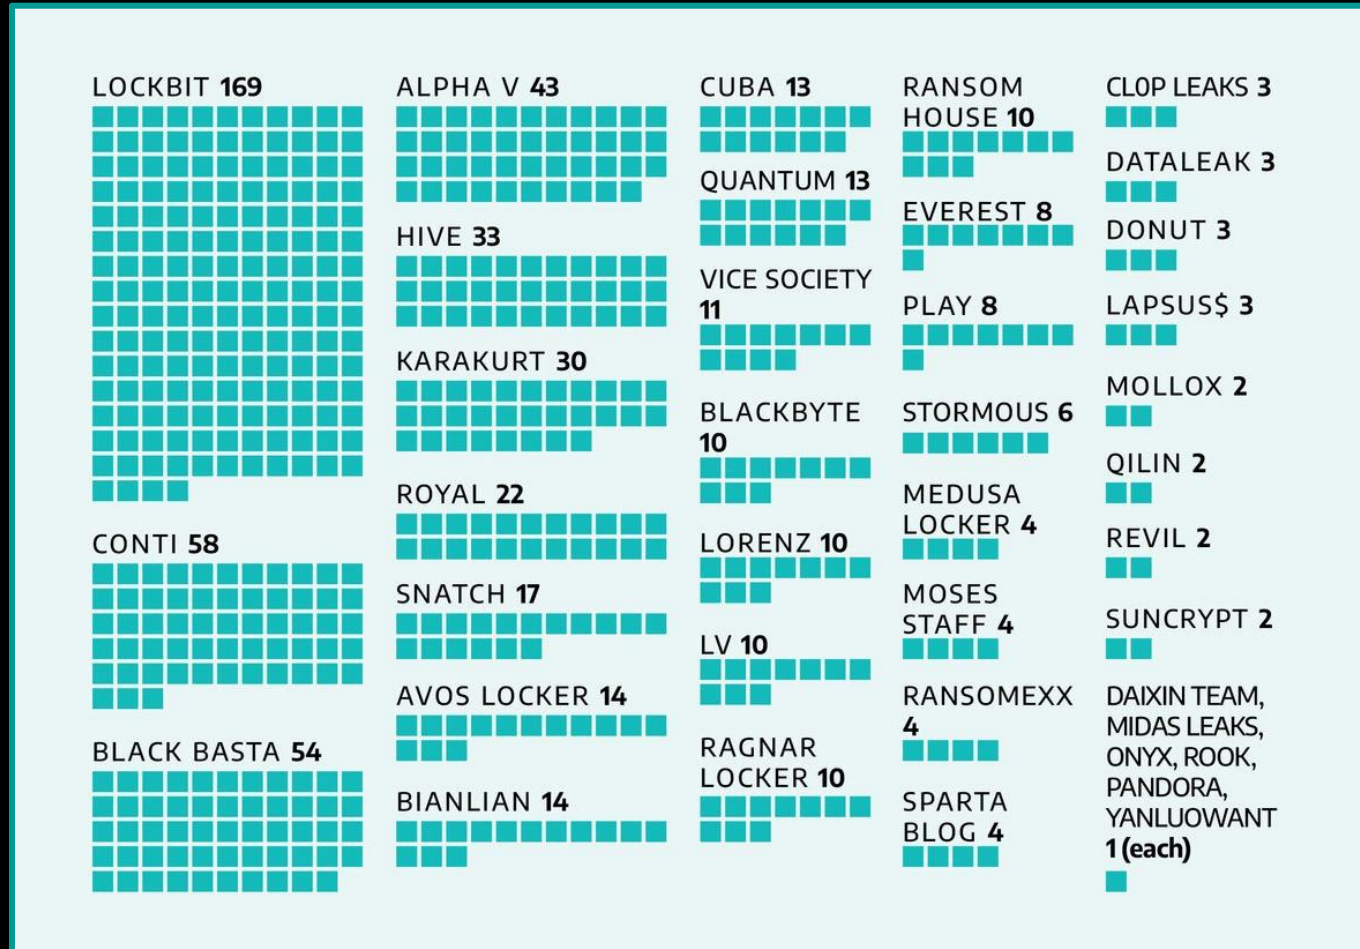 LOCKBIT 169
CONTI 58
BLACK BASTA 54
ALPHA V 43
HIVE 33
KARAKURT 30
ROYAL 22
SNATCH 17
AVOS LOCKER 14
BIANLIAN 14
CUBA 13
QUANTUM 13
VICE SOCIETY
11
BLACKBYTE
10
LORENZ 10
LV 10
RAGNAR
LOCKER 10
RANSOM
HOUSE 10
EVEREST 8
PLAY 8
STORMOUS 6
MEDUSA
LOCKER 4
MOSES
STAFF 4
RANSOMEXX
4
SPARTA
BLOG 4
CL0P LEAKS 3
DATALEAK 3
DONUT 3
LAPSUS$ 3
MOLLOX 2
QILIN 2
REVIL 2
SUNCRYPT 2
DAIXIN TEAM,
MIDAS LEAKS,
ONYX, ROOK,
PANDORA,
YANLUOWANT
1 (each)